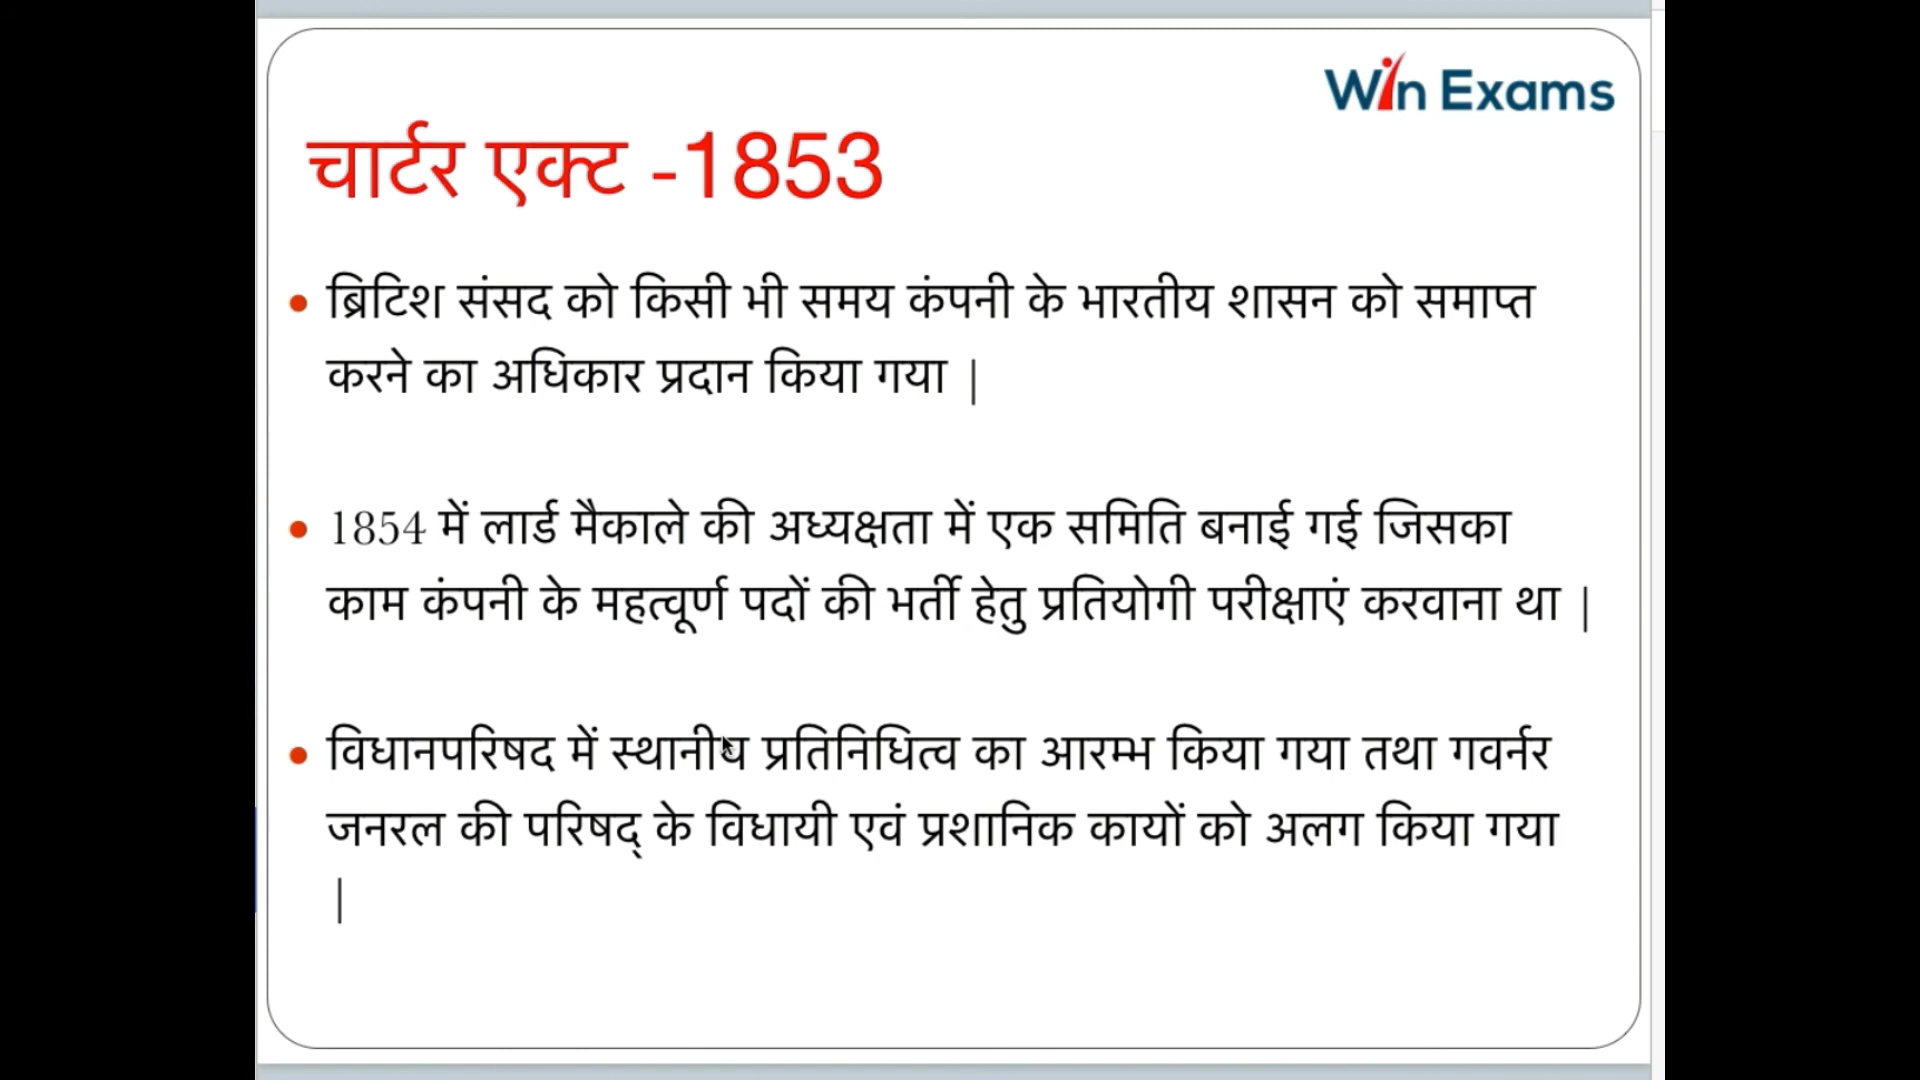 Win Exams
चार्टर एक्ट -1853
• ब्रिटिश संसद को किसी भी समय कंपनी के भारतीय शासन को समाप्त
करने का अधिकार प्रदान किया गया |
• 1854 में लार्ड मैकाले की अध्यक्षता में एक समिति बनाई गई जिसका
काम कंपनी के महत्वूर्ण पदों की भर्ती हेतु प्रतियोगी परीक्षाएं करवाना था |
• विधानपरिषद में स्थानीय प्रतिनिधित्व का आरम्भ किया गया तथा गवर्नर
जनरल की परिषद् के विधायी एवं प्रशानिक कायों को अलग किया गया
|